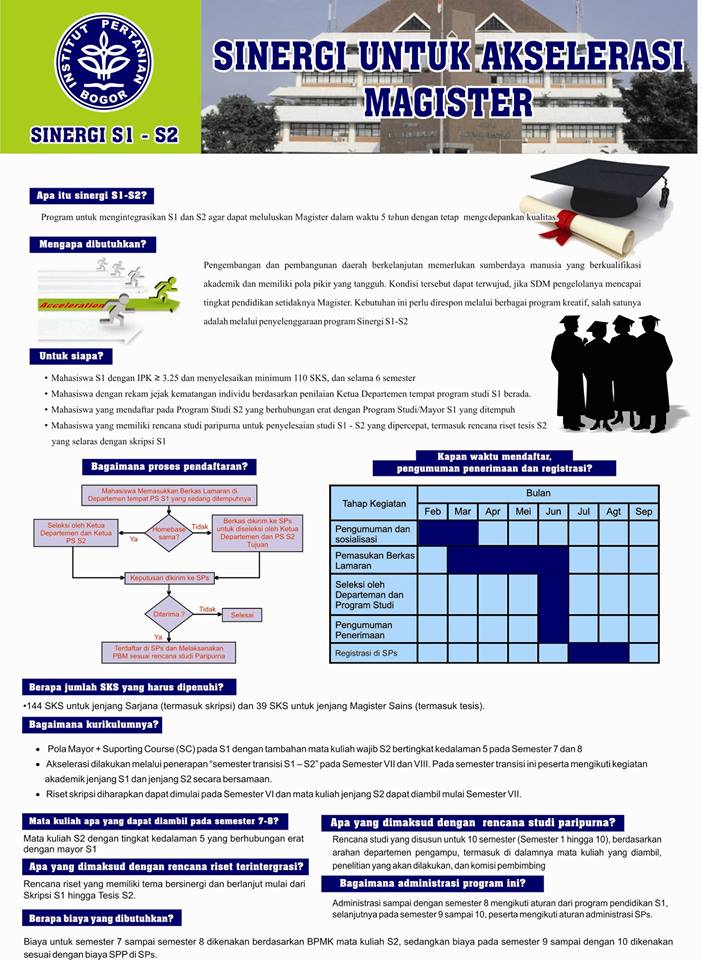 INSTITUT PERTANIAN
BOGOR
SINERGI S1 - S2
SINERGI UNTUK AKSELERASI
MAGISTER
Apa itu sinergi S1-S2?
Program untuk mengintegrasikan S1 dan S2 agar dapat meluluskan Magister dalam waktu 5 tahun dengan tetap mengedepankan kualitas.
Mengapa dibutuhkan?
Acceleration
Pengembangan dan pembangunan daerah berkelanjutan memerlukan sumberdaya manusia yang berkualifikasi
akademik dan memiliki pola pikir yang tangguh. Kondisi tersebut dapat terwujud, jika SDM pengelolanya mencapai
tingkat pendidikan setidaknya Magister. Kebutuhan ini perlu direspon melalui berbagai program kreatif, salah satunya
adalah melalui penyelenggaraan program Sinergi S1-S2
Untuk siapa?
• Mahasiswa S1 dengan IPK ≥ 3.25 dan menyelesaikan minimum 110 SKS, dan selama 6 semester
• Mahasiswa dengan rekam jejak kematangan individu berdasarkan penilaian Ketua Departemen tempat program studi S1 berada.
• Mahasiswa yang mendaftar pada Program Studi S2 yang berhubungan erat dengan Program Studi/Mayor S1 yang ditempuh
• Mahasiswa yang memiliki rencana studi paripurna untuk penyelesaian studi S1 - S2 yang dipercepat, termasuk rencana riset tesis S2
yang selaras dengan skripsi S1
Bagaimana proses pendaftaran?
Mahasiswa Memasukkan Berkas Lamaran di
Departemen tempat PS S1 yang sedang ditempuhnya
Seleksi oleh Ketua
Departemen dan Ketua
PS S2
Ya
Homebase
sama?
Tidak
Berkas dikirim ke SPs
untuk diseleksi oleh Ketua
Departemen dan PS S2
Tujuan
Keputusan dikirim ke SPs
Diterima ?
Tidak
Selesai
Ya
Terdaftar di SPs dan Melaksanakan
PBM sesuai rencana studi Paripurna
Kapan waktu mendaftar,
pengumuman penerimaan dan registrasi?
Tahap Kegiatan
Bulan
Feb Mar Apr Mei Jun Jul Agt Sep
Pengumuman dan
sosialisasi
Pemasukan Berkas
Lamaran
Seleksi oleh
Departeman dan
Program Studi
Pengumuman
Penerimaan
Registrasi di SPs
Berapa jumlah SKS yang harus dipenuhi?
•144 SKS untuk jenjang Sarjana (termasuk skripsi) dan 39 SKS untuk jenjang Magister Sains (termasuk tesis).
Bagaimana kurikulumnya?
• Pola Mayor + Suporting Course (SC) pada S1 dengan tambahan mata kuliah wajib S2 bertingkat kedalaman 5 pada Semester 7 dan 8
• Akselerasi dilakukan melalui penerapan “semester transisi S1 – S2” pada Semester VII dan VIII. Pada semester transisi ini peserta mengikuti kegiatan
akademik jenjang S1 dan jenjang S2 secara bersamaan.
• Riset skripsi diharapkan dapat dimulai pada Semester VI dan mata kuliah jenjang S2 dapat diambil mulai Semester VII.
Mata kuliah apa yang dapat diambil pada semester 7-8?
Mata kuliah S2 dengan tingkat kedalaman 5 yang berhubungan erat
dengan mayor S1
Apa yang dimaksud dengan rencana riset terintergrasi?
Rencana riset yang memiliki tema bersinergi dan berlanjut mulai dari
Skripsi S1 hingga Tesis S2.
Apa yang dimaksud dengan rencana studi paripurna?
Rencana studi yang disusun untuk 10 semester (Semester 1 hingga 10), berdasarkan
arahan departemen pengampu, termasuk di dalamnya mata kuliah yang diambil,
penelitian yang akan dilakukan, dan komisi pembimbing
Bagaimana administrasi program ini?
Administrasi sampai dengan semester 8 mengikuti aturan dari program pendidikan S1,
selanjutnya pada semester 9 sampai 10, peserta mengikuti aturan administrasi SPs.
Berapa biaya yang dibutuhkan?
Biaya untuk semester 7 sampai semester 8 dikenakan berdasarkan BPMK mata kuliah S2, sedangkan biaya pada semester 9 sampai dengan 10 dikenakan
sesuai dengan biaya SPP di SPs.